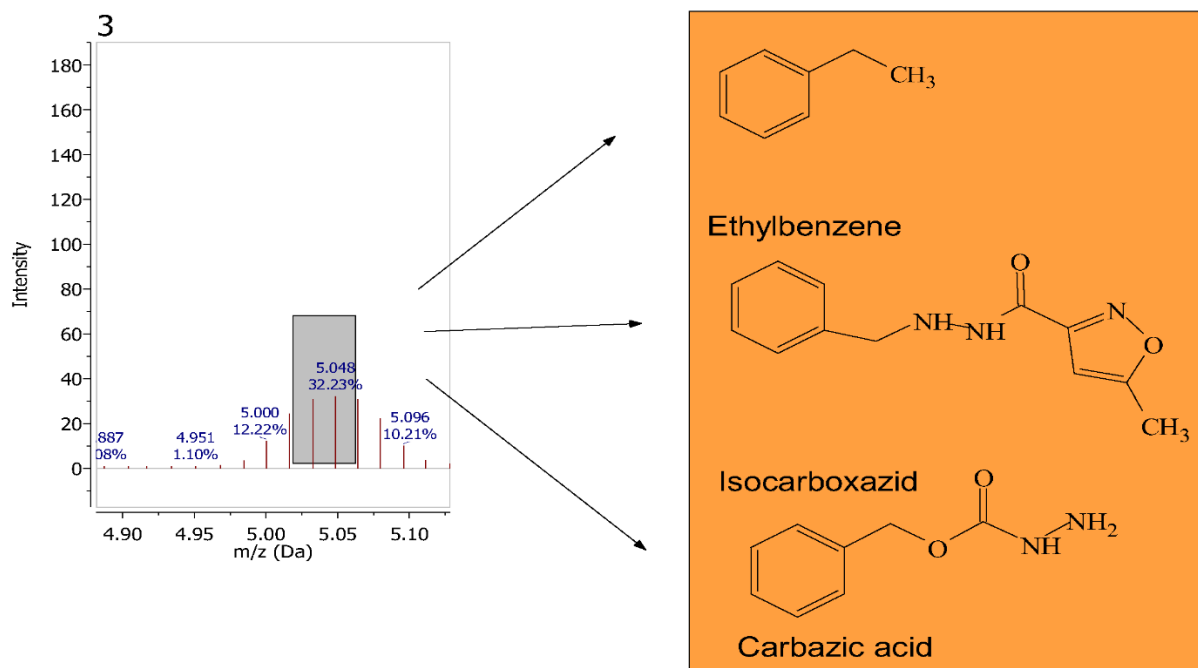 3
180
160
140
120
100
80
60
40
20
0
Intensity
5.048
32.23%
5.000
12.22%
5.096
10.21%
.887
08%
4.951
1.10%
4.90 4.95 5.00 5.05 5.10
m/z (Da)
CH3
Ethylbenzene
O
NH
NH
N
O
CH3
Isocarboxazid
O
NH2
O
NH
Carbazic acid